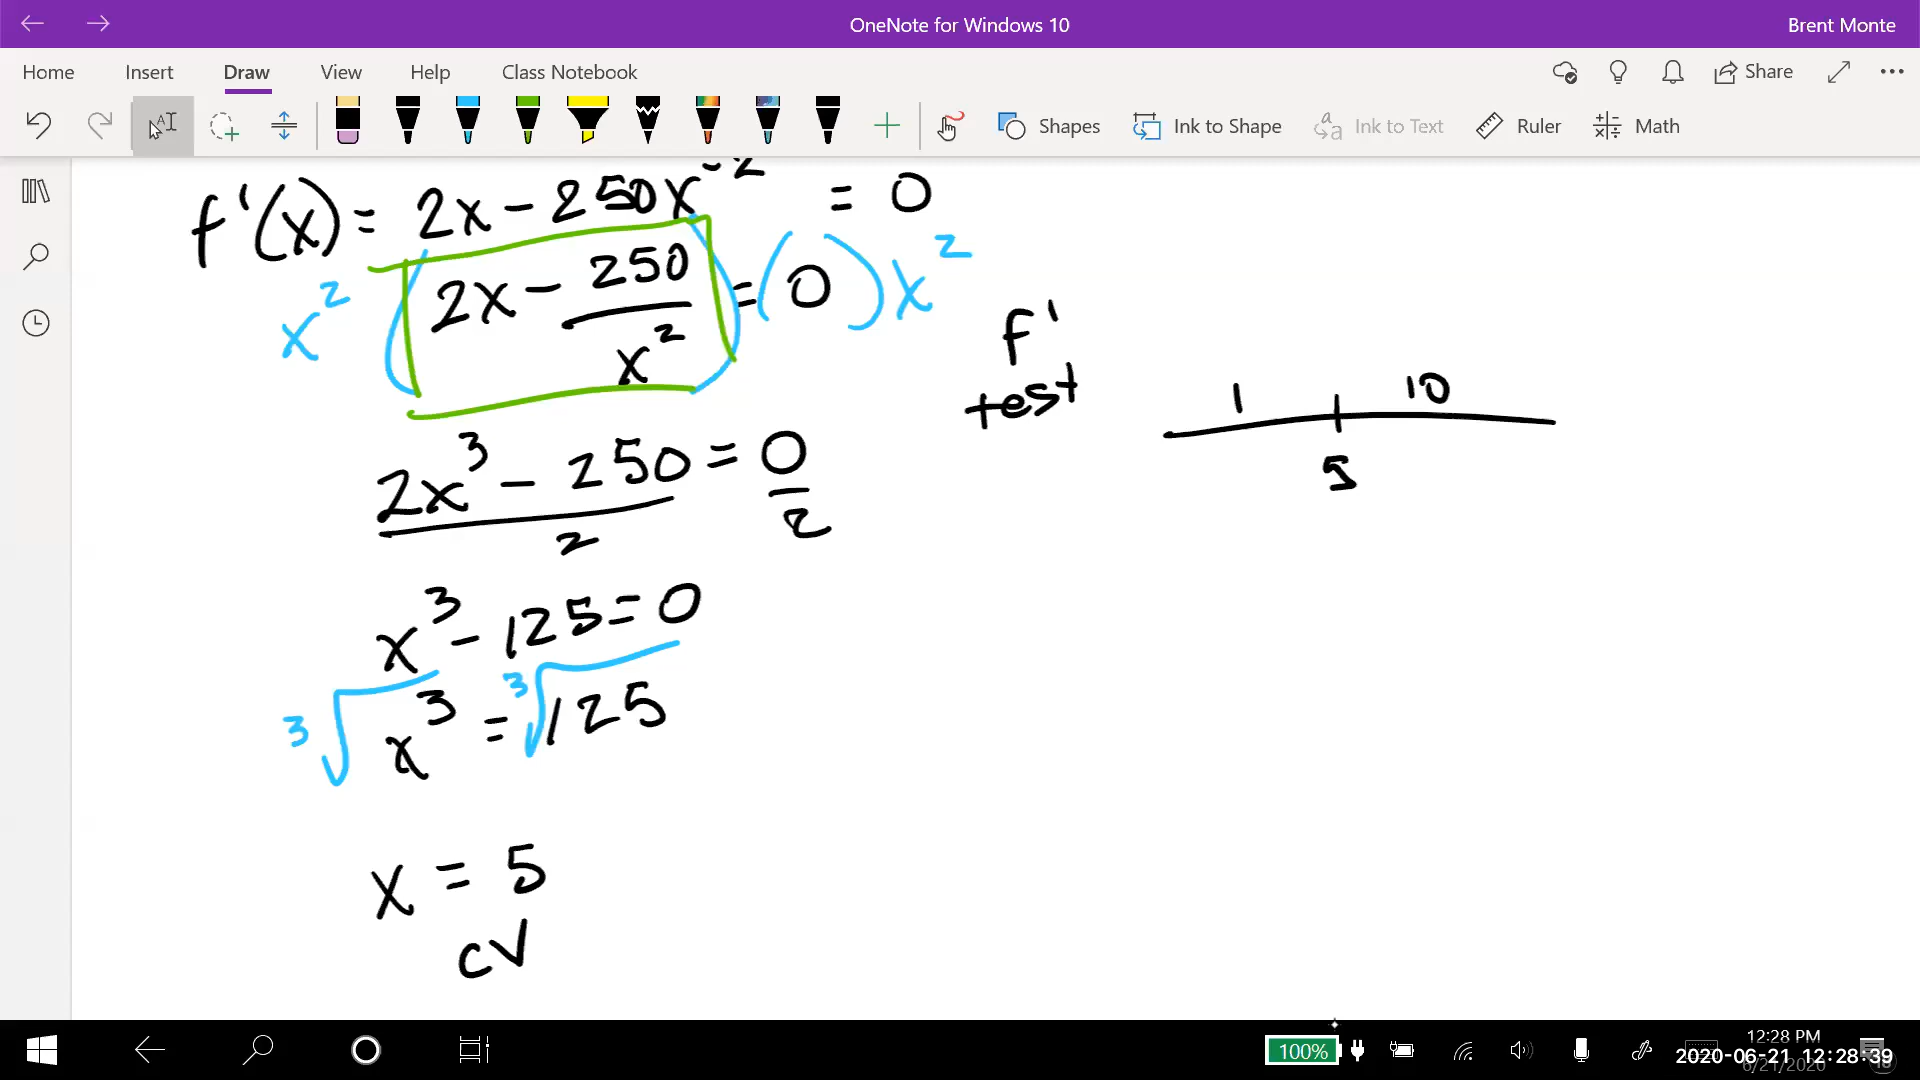 OneNote for Windows 10
Brent Monte
Home Insert Draw View Help Class Notebook
Share
Shapes Ink to Shape Ink to Text Ruler Math
f'(x) = 2x - 250x^-2 = 0
x^2 (2x - 250/x^2) = (0) x^2
f'
test
1 10
5
2x^3 - 250 = 0
2 2
x^3 - 125 = 0
∛x^3 = ∛125
x = 5
cv
100%
12:28 PM
2020-06-21 12:28:39
6/21/2020